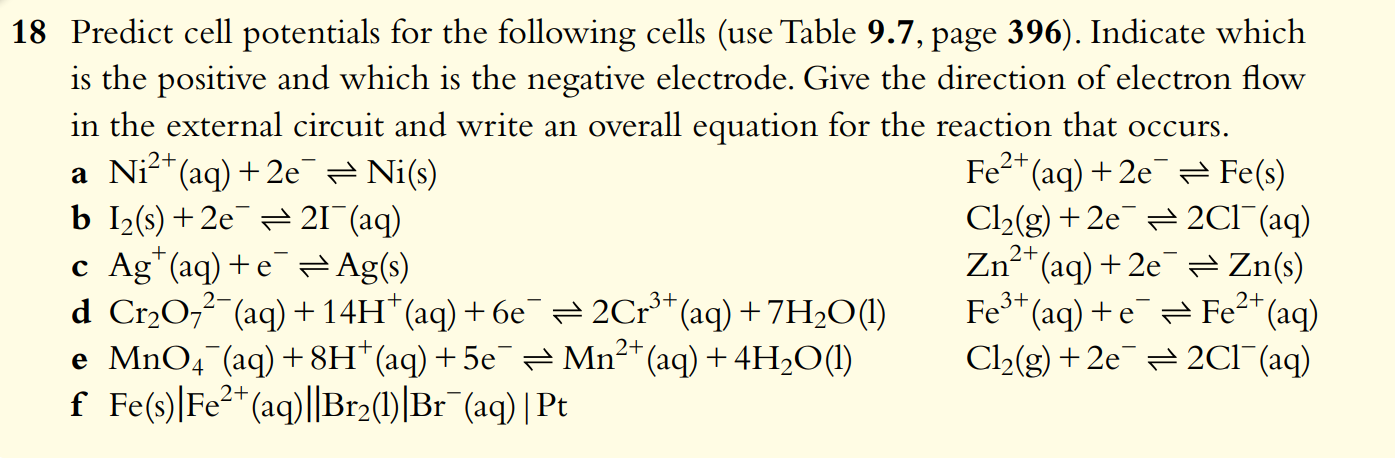 18 Predict cell potentials for the following cells (use Table 9.7, page 396). Indicate which
is the positive and which is the negative electrode. Give the direction of electron flow
in the external circuit and write an overall equation for the reaction that occurs.
a Ni²⁺(aq) + 2e⁻ ⇌ Ni(s) Fe²⁺(aq) + 2e⁻ ⇌ Fe(s)
b I₂(s) + 2e⁻ ⇌ 2I⁻(aq) Cl₂(g) + 2e⁻ ⇌ 2Cl⁻(aq)
c Ag⁺(aq) + e⁻ ⇌ Ag(s) Zn²⁺(aq) + 2e⁻ ⇌ Zn(s)
d Cr₂O₇²⁻(aq) + 14H⁺(aq) + 6e⁻ ⇌ 2Cr³⁺(aq) + 7H₂O(l) Fe³⁺(aq) + e⁻ ⇌ Fe²⁺(aq)
e MnO₄⁻(aq) + 8H⁺(aq) + 5e⁻ ⇌ Mn²⁺(aq) + 4H₂O(l) Cl₂(g) + 2e⁻ ⇌ 2Cl⁻(aq)
f Fe(s)|Fe²⁺(aq)||Br₂(l)|Br⁻(aq) | Pt